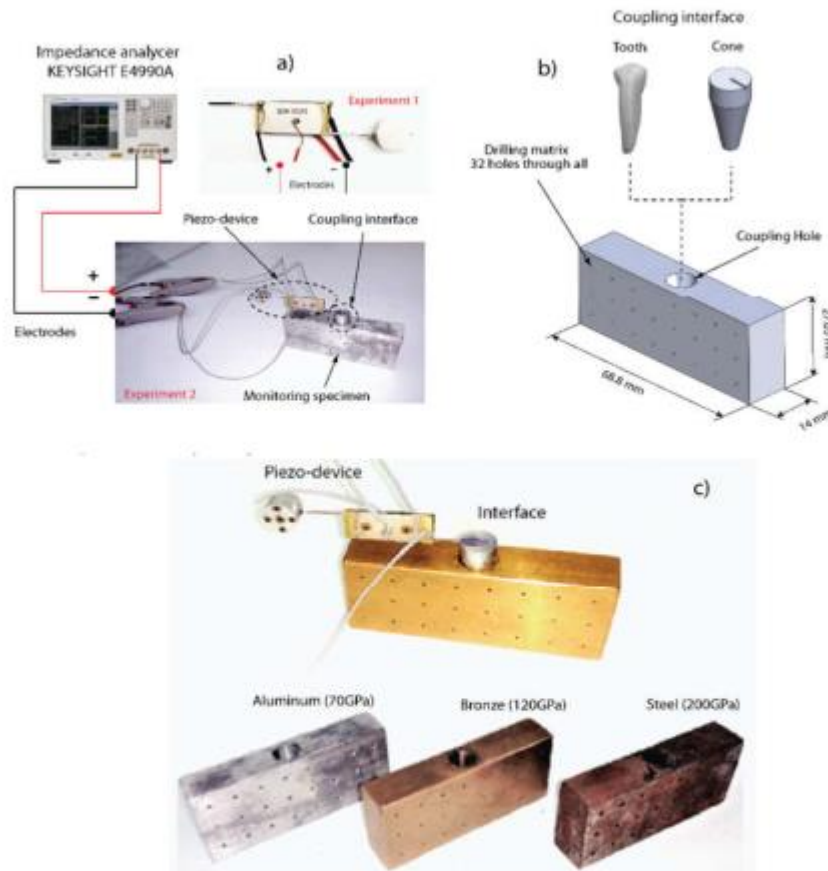 Impedance analycer
KEYSIGHT E4990A
a)
Experiment 1
+
−
Electrodes
Piezo-device
Coupling interface
+
−
Electrodes
Experiment 2
Monitoring specimen
Coupling interface
b)
Tooth
Cone
Drilling matrix
32 holes through all
Coupling Hole
68.8 mm
14 mm
c)
Piezo-device
Interface
Aluminum (70GPa)
Bronze (120GPa)
Steel (200GPa)